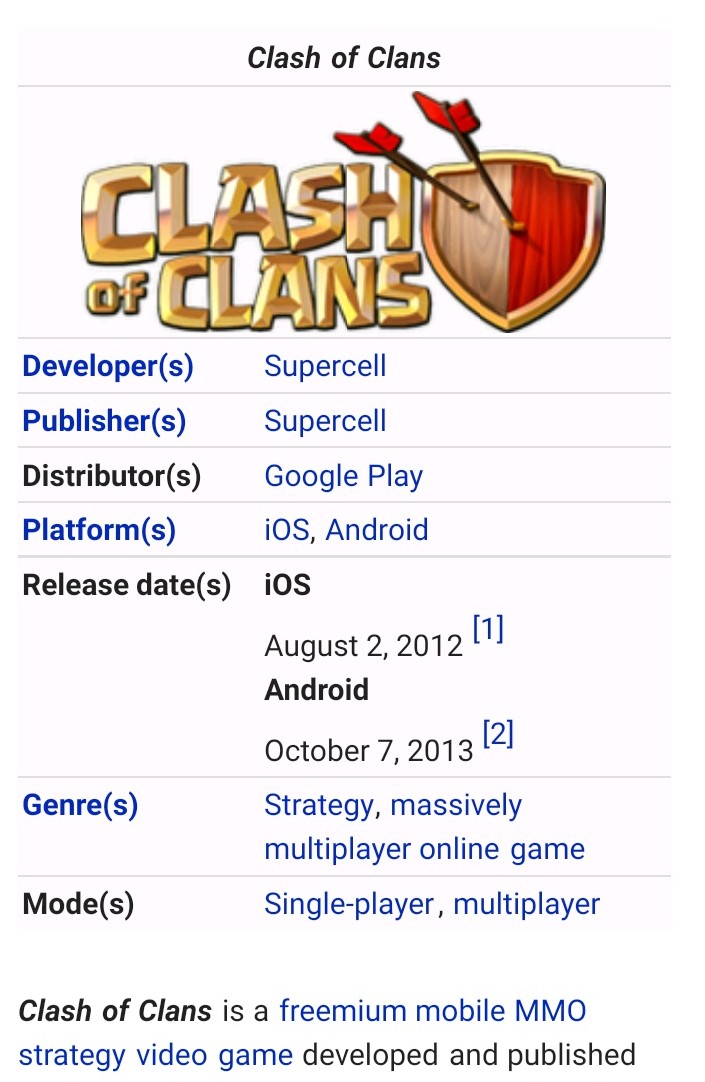 Clash of Clans
CLASH
OF CLANS
Developer(s) Supercell
Publisher(s) Supercell
Distributor(s) Google Play
Platform(s) iOS, Android
Release date(s) iOS
August 2, 2012 [1]
Android
October 7, 2013 [2]
Genre(s) Strategy, massively
multiplayer online game
Mode(s) Single-player, multiplayer
Clash of Clans is a freemium mobile MMO
strategy video game developed and published